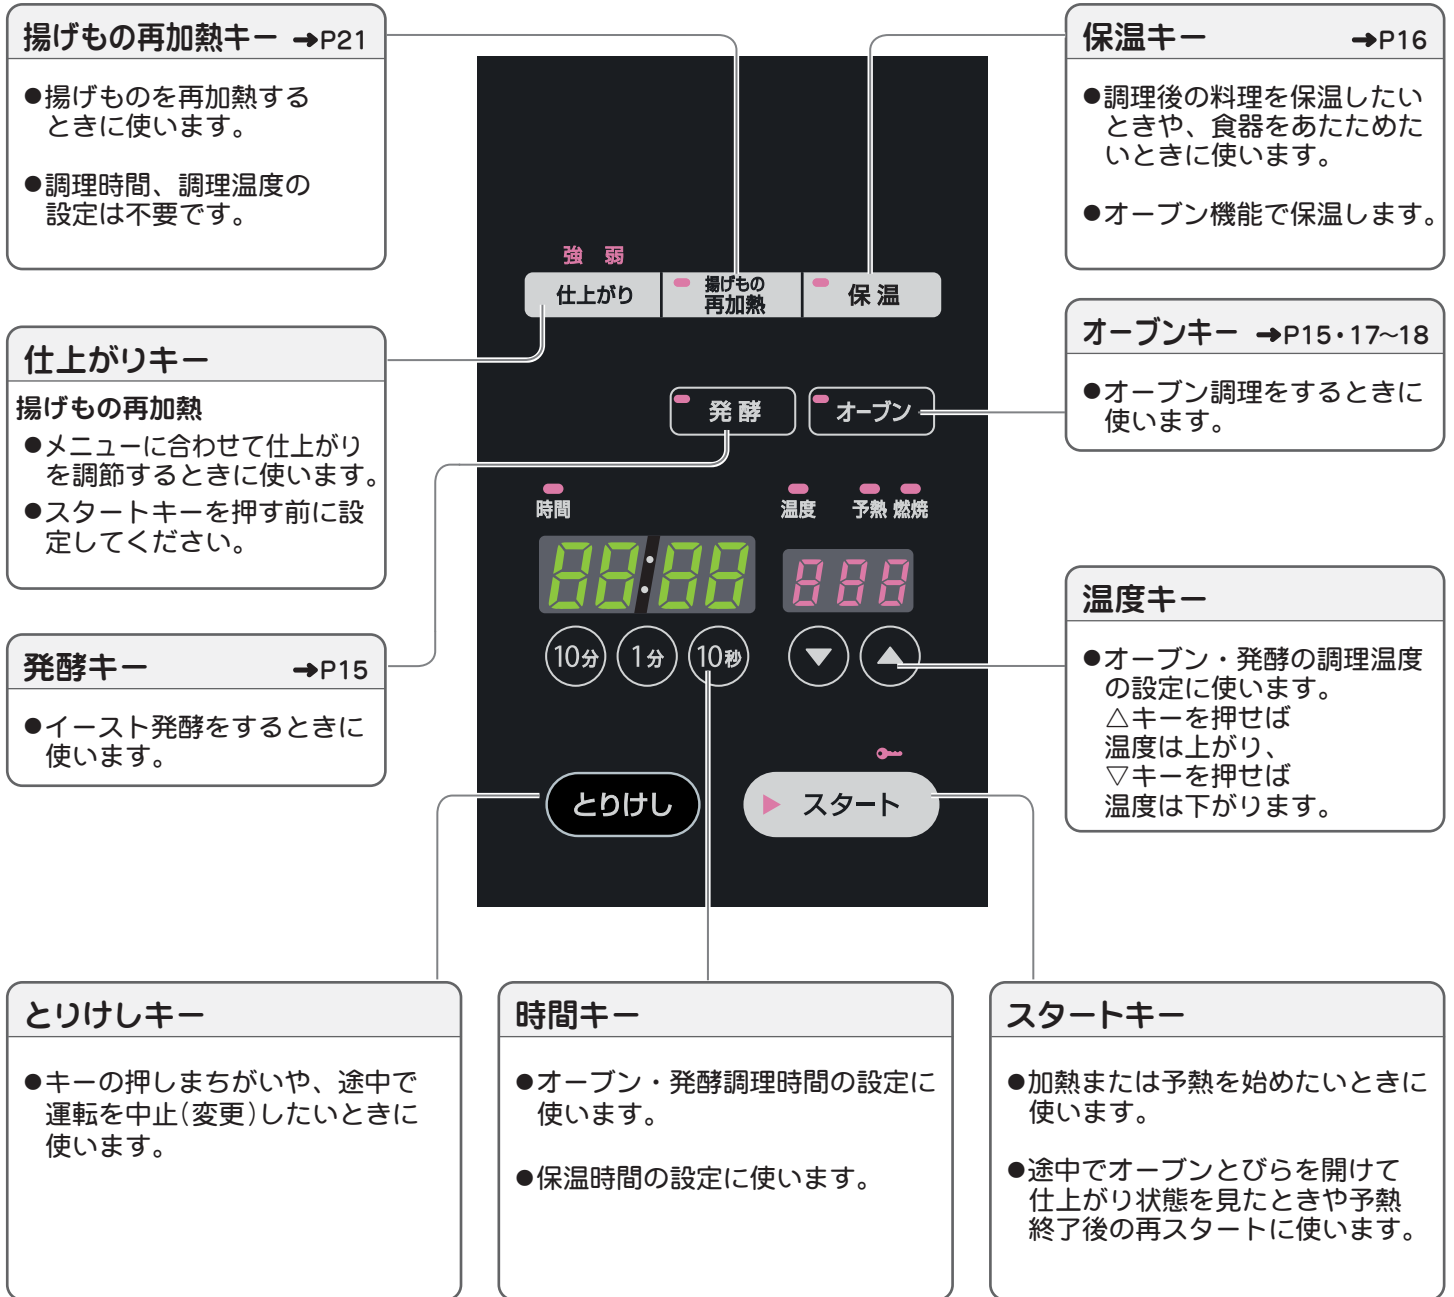 揚げもの再加熱キー ➞P21
●揚げものを再加熱する
ときに使います。
●調理時間、調理温度の
設定は不要です。
仕上がりキー
揚げもの再加熱
●メニューに合わせて仕上がり
を調節するときに使います。
●スタートキーを押す前に設
定してください。
発酵キー ➞P15
●イースト発酵をするときに
使います。
強 弱
仕上がり
揚げもの
再加熱
保温
発酵
オーブン
時間
温度 予熱 燃焼
88:88
888
10分 1分 10秒 ▼ ▲
とりけし
▶ スタート
保温キー ➞P16
●調理後の料理を保温したい
ときや、食器をあたためた
いときに使います。
●オーブン機能で保温します。
オーブンキー ➞P15・17~18
●オーブン調理をするときに
使います。
温度キー
●オーブン・発酵の調理温度
の設定に使います。
△キーを押せば
温度は上がり、
▽キーを押せば
温度は下がります。
とりけしキー
●キーの押しまちがいや、途中で
運転を中止(変更)したいときに
使います。
時間キー
●オーブン・発酵調理時間の設定に
使います。
●保温時間の設定に使います。
スタートキー
●加熱または予熱を始めたいときに
使います。
●途中でオーブンとびらを開けて
仕上がり状態を見たときや予熱
終了後の再スタートに使います。